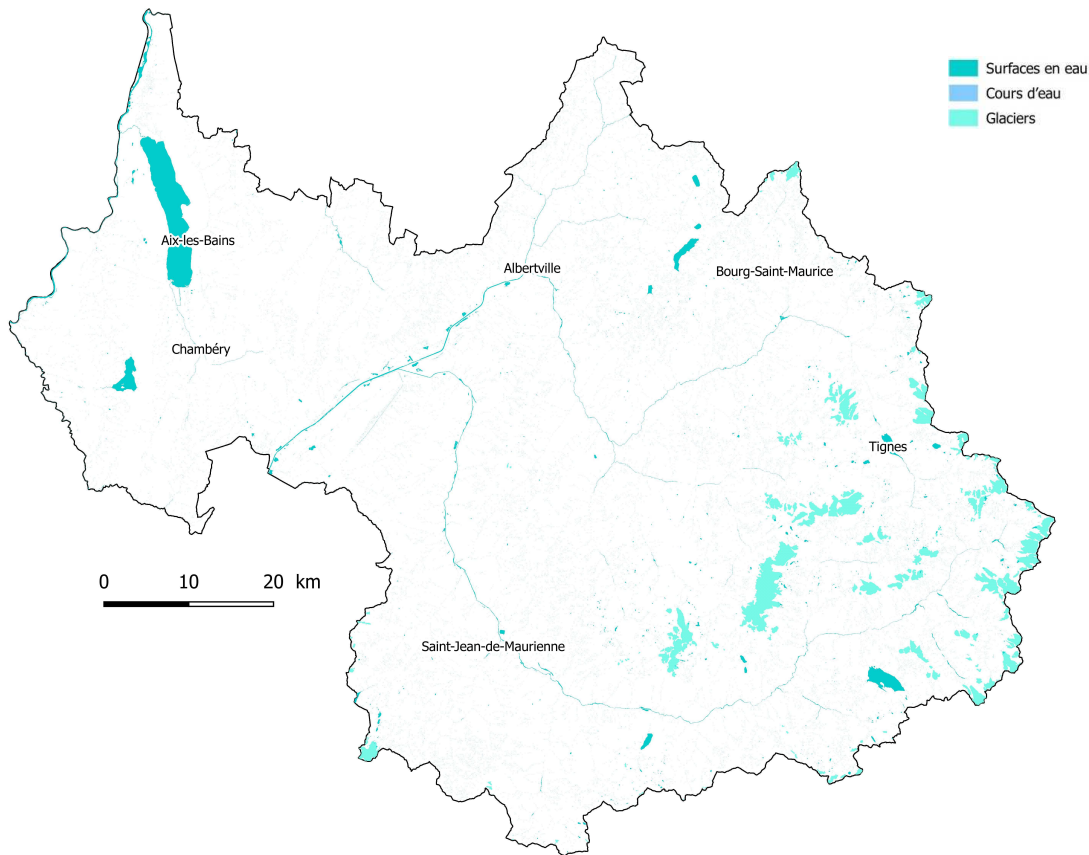 Surfaces en eau
Cours d'eau
Glaciers
Aix-les-Bains
Albertville
Bourg-Saint-Maurice
Chambéry
Tignes
0 10 20 km
Saint-Jean-de-Maurienne